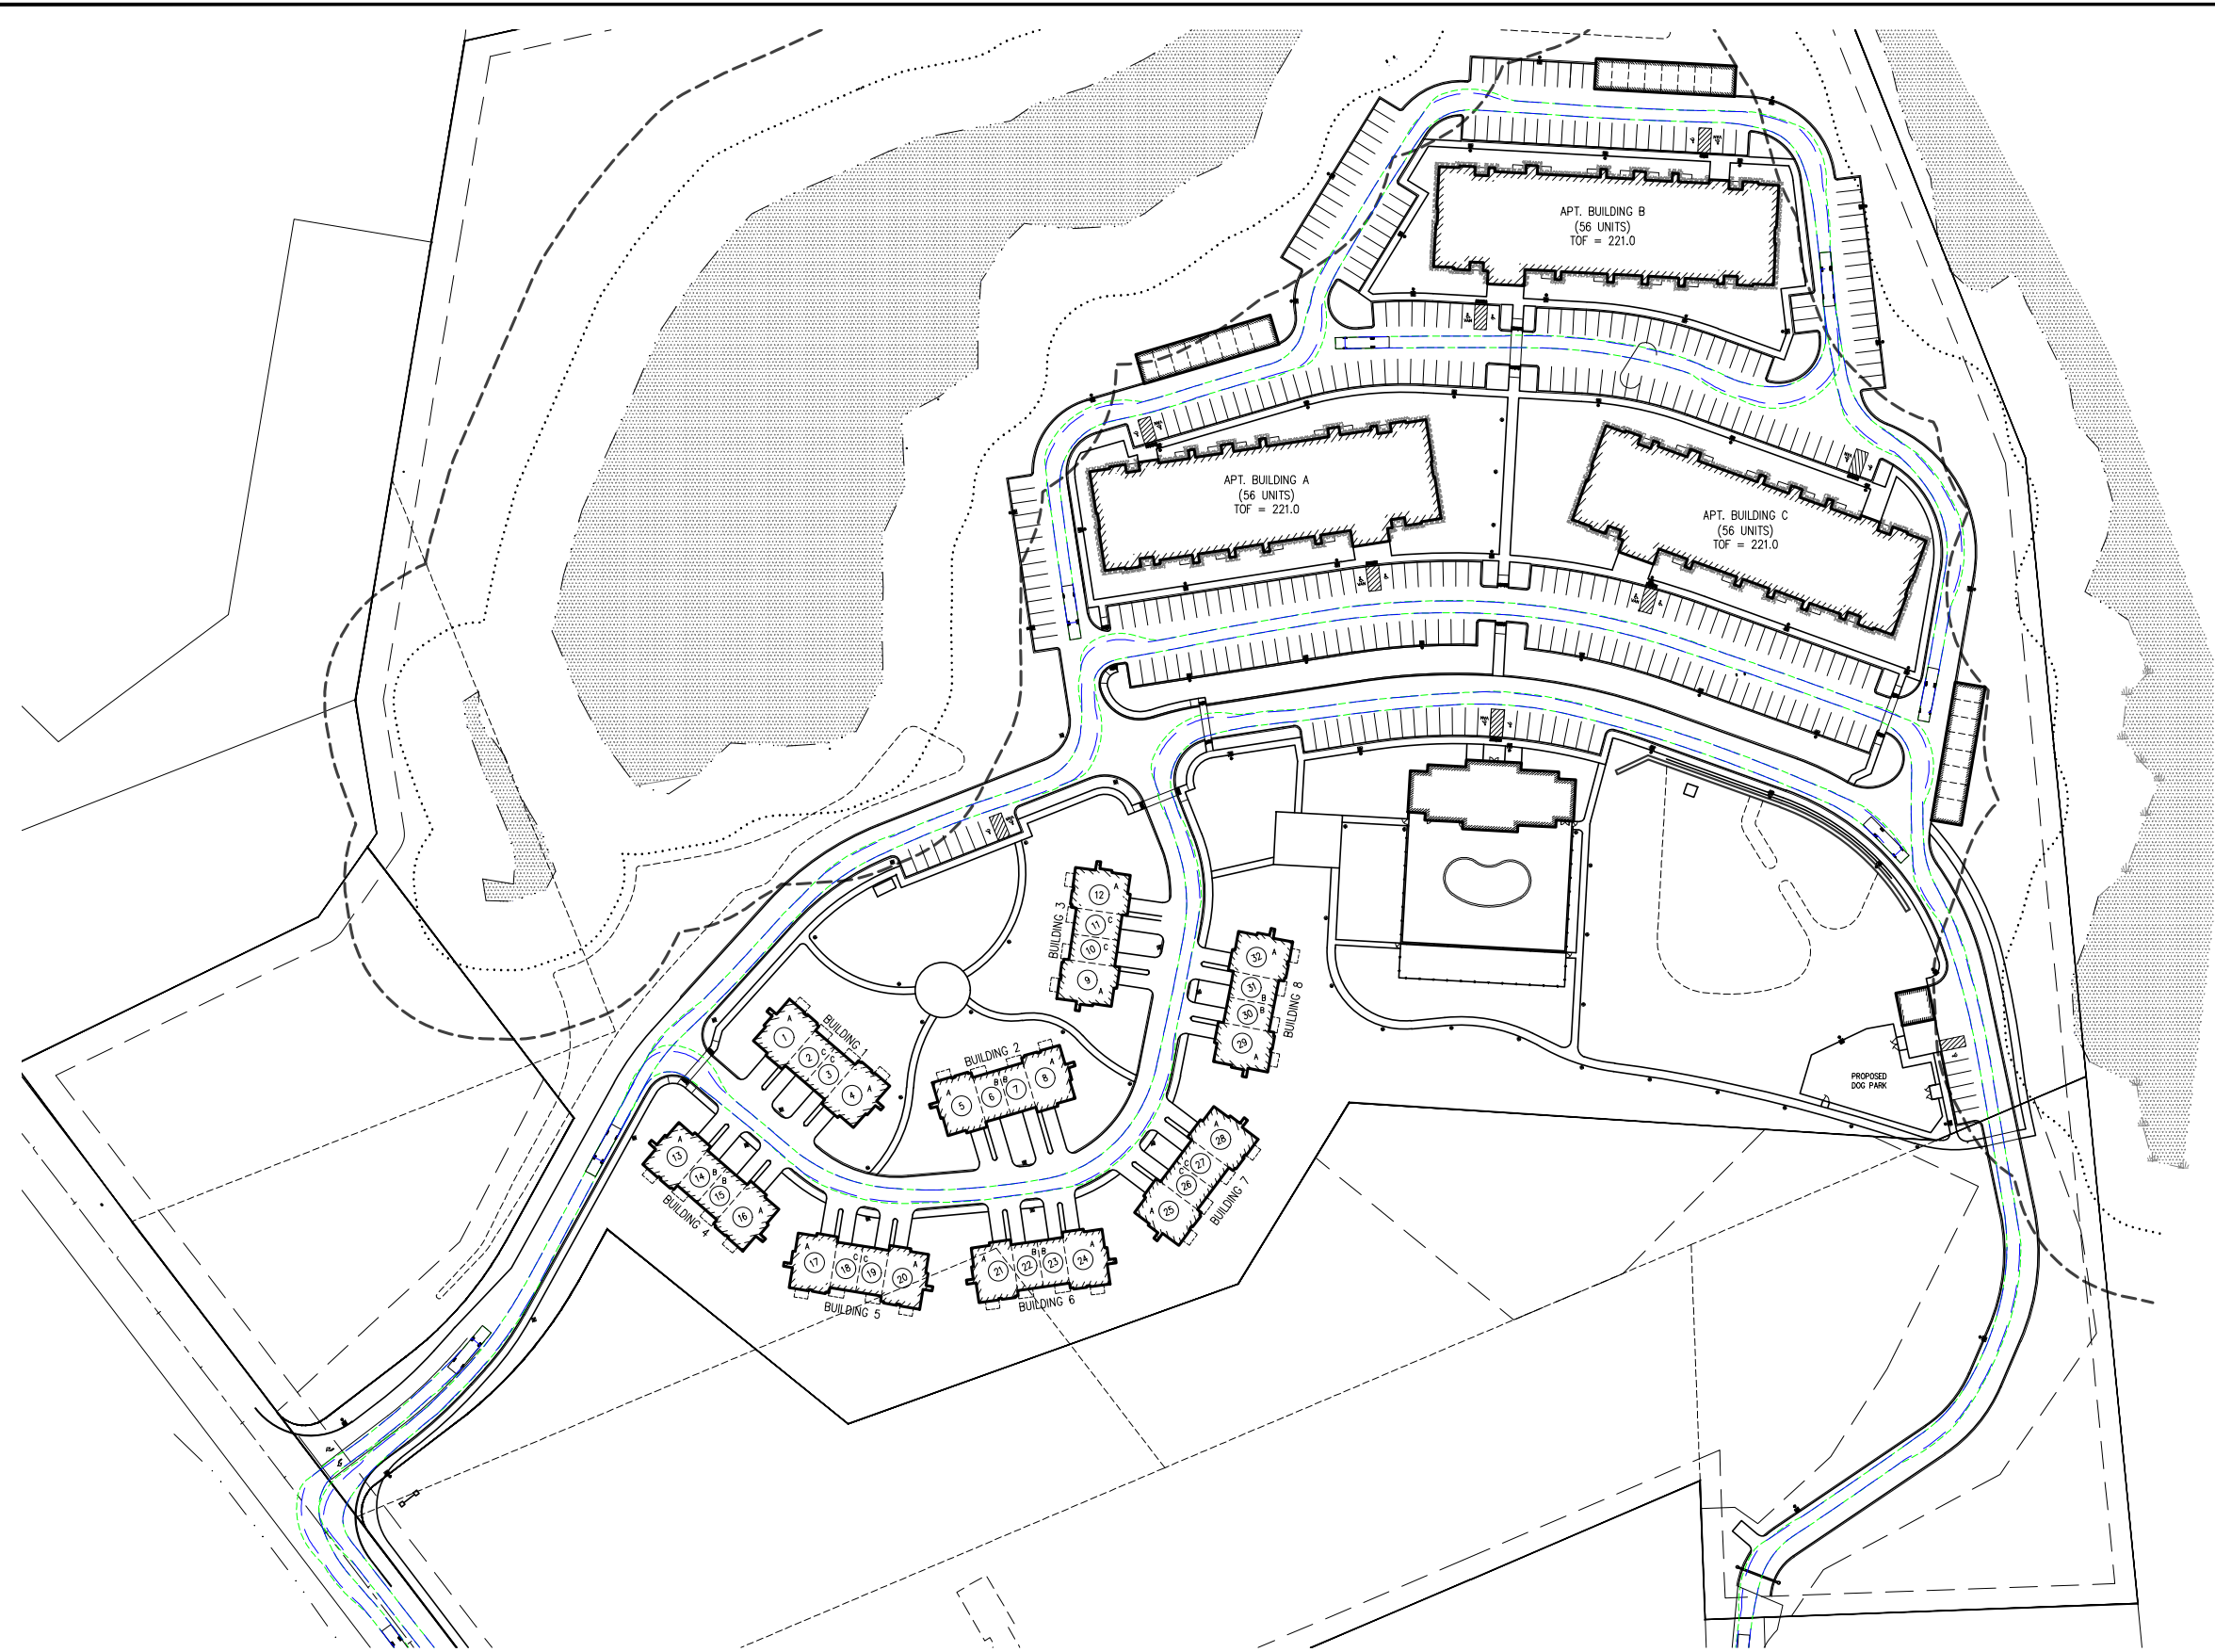 APT. BUILDING B
(56 UNITS)
TOF = 221.0
APT. BUILDING A
(56 UNITS)
TOF = 221.0
APT. BUILDING C
(56 UNITS)
TOF = 221.0
BUILDING 3
A
12
11 C
10 C
9
A
BUILDING 8
32 A
31
B
30 B
29
A
BUILDING 1
A
1
2 C
C
3
4 A
BUILDING 2
A
5
6 B
B 7
8 A
PROPOSED
DOG PARK
A
13
14 B
B
15
16 A
BUILDING 4
A
28
27 C
C
26
A 25
BUILDING 7
A
17
18 C
C
19
20 A
BUILDING 5
A
21
22 B
B
23
24 A
BUILDING 6